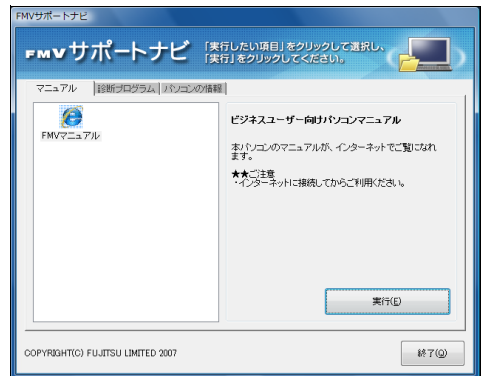 FMVサポートナビ
FMVサポートナビ
「実行したい項目」をクリックして選択し、
「実行」をクリックしてください。
マニュアル
診断プログラム
パソコンの情報
FMVマニュアル
ビジネスユーザー向けパソコンマニュアル
本パソコンのマニュアルが、インターネットでご覧になれ
ます。
★★ご注意
・インターネットに接続してからご利用ください。
実行(E)
COPYRIGHT(C) FUJITSU LIMITED 2007
終了(Q)